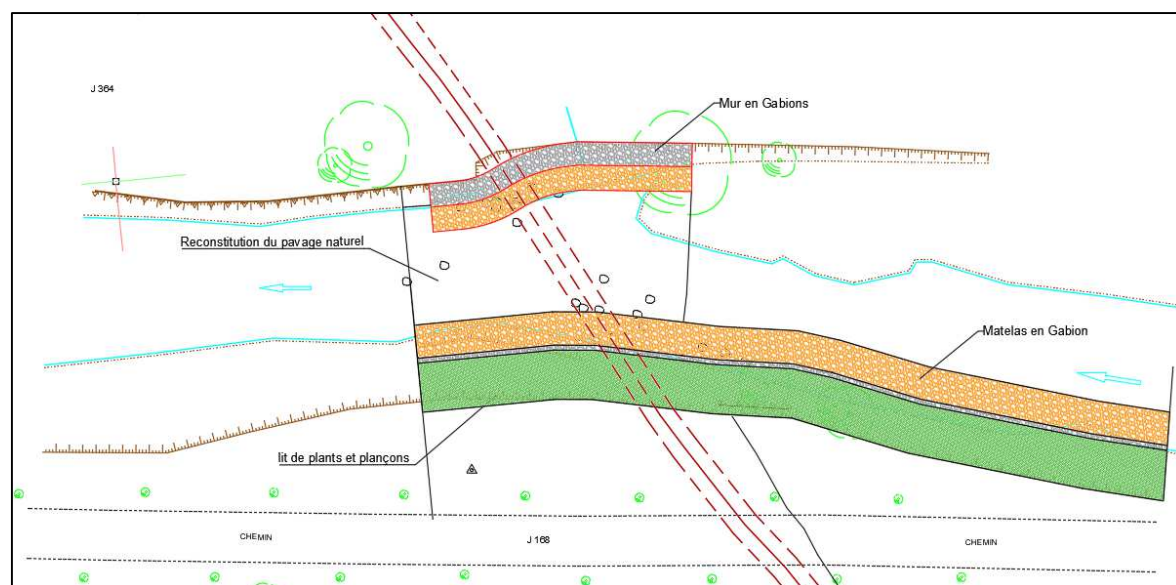 J 364
Mur en Gabions
Reconstitution du pavage naturel
Matelas en Gabion
lit de plants et plançons
CHEMIN
J 168
CHEMIN